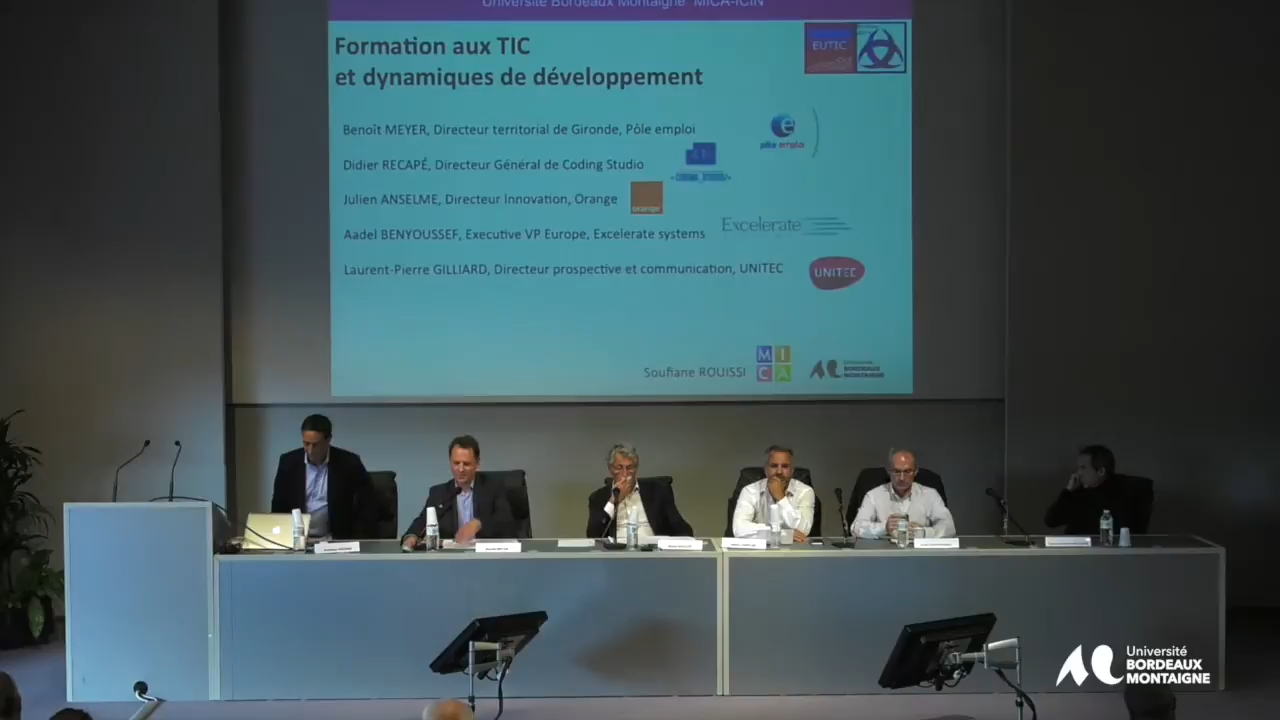 Université Bordeaux Montaigne MICA-ICIN
Formation aux TIC
et dynamiques de développement
EUTIC
Benoît MEYER, Directeur territorial de Gironde, Pôle emploi
pôle emploi
Didier RECAPÉ, Directeur Général de Coding Studio
Julien ANSELME, Directeur Innovation, Orange
orange
Aadel BENYOUSSEF, Executive VP Europe, Excelerate systems
Excelerate
Laurent-Pierre GILLIARD, Directeur prospective et communication, UNITEC
UNITEC
Soufiane ROUISSI
MICA
BORDEAUX
MONTAIGNE
Université
BORDEAUX
MONTAIGNE